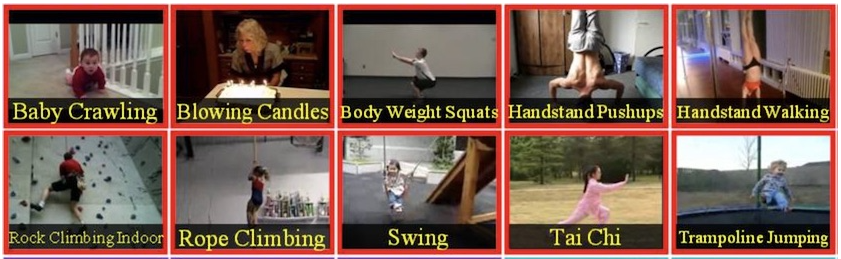 Baby Crawling
Blowing Candles
Body Weight Squats
Handstand Pushups
Handstand Walking
Rock Climbing Indoor
Rope Climbing
Swing
Tai Chi
Trampoline Jumping